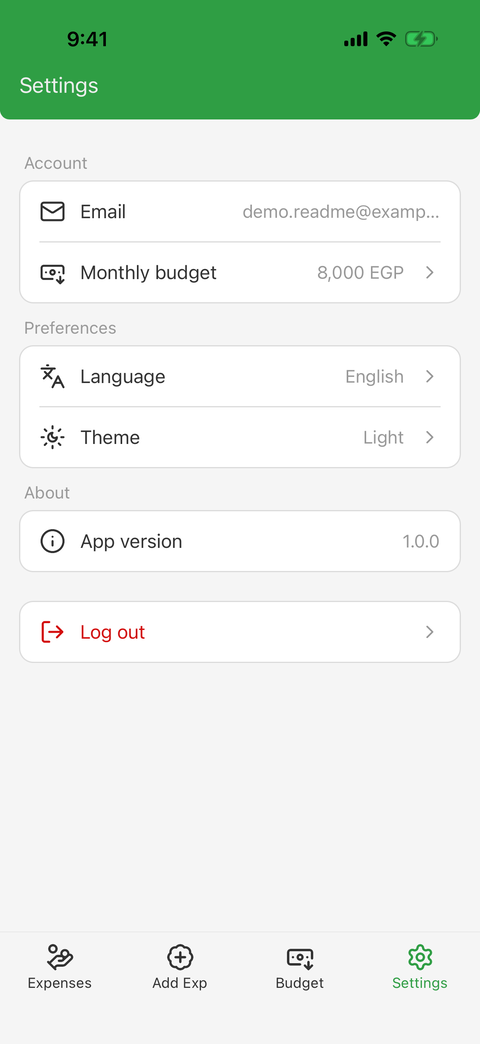 9:41
Settings
Account
Email demo.readme@examp...
Monthly budget 8,000 EGP
Preferences
Language English
Theme Light
About
App version 1.0.0
Log out
Expenses Add Exp Budget Settings